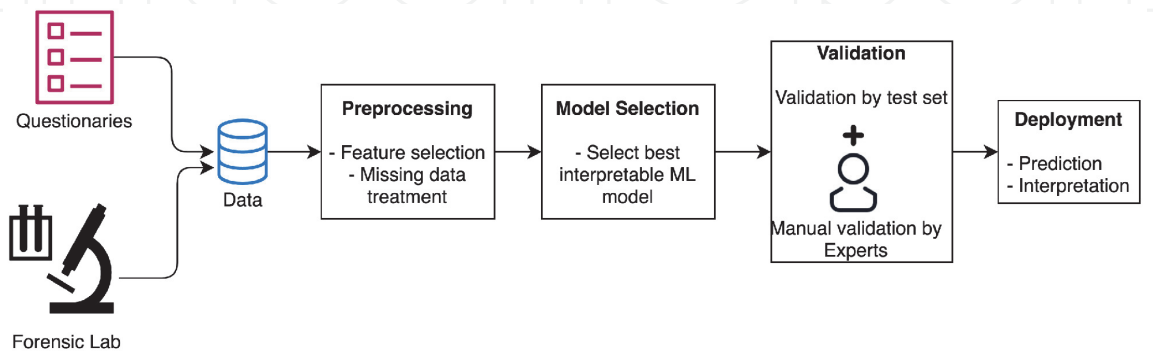 Questionaries
Forensic Lab
Data
Preprocessing
- Feature selection
- Missing data
treatment
Model Selection
- Select best
interpretable ML
model
Validation
Validation by test set
+
Manual validation by
Experts
Deployment
- Prediction
- Interpretation